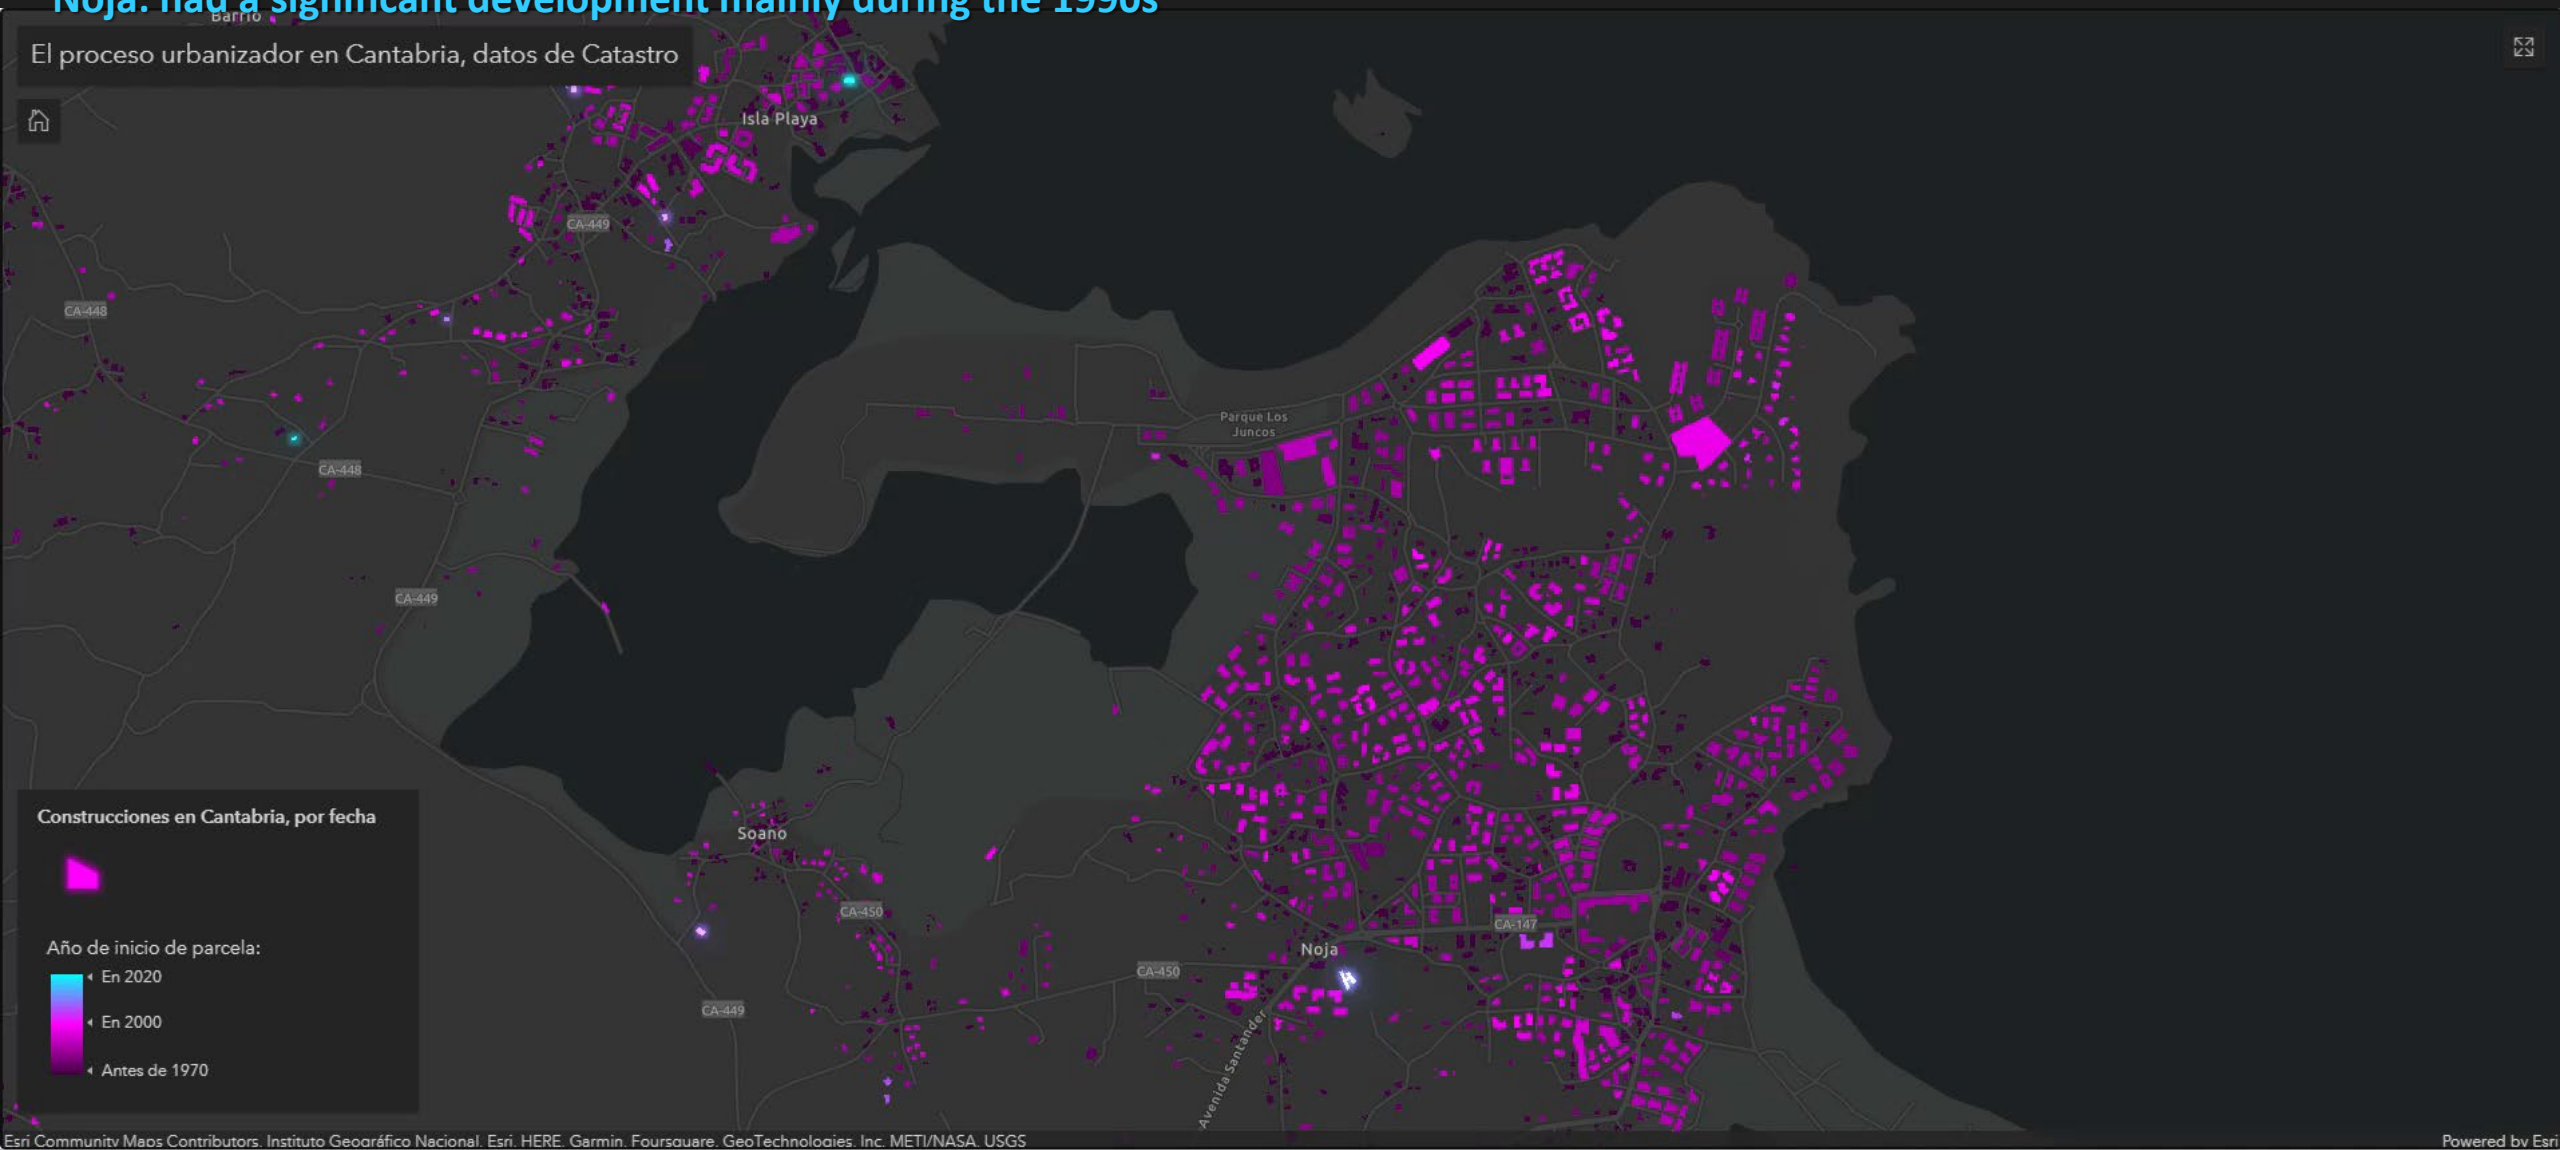 Noja: had a significant development mainly during the 1990s
Barrio
El proceso urbanizador en Cantabria, datos de Catastro
Isla Playa
CA-449
CA-448
Parque Los
Juncos
CA-448
CA-449
Construcciones en Cantabria, por fecha
Soano
CA-450
CA-147
Año de inicio de parcela:
Noja
En 2020
CA-450
CA-449
En 2000
Avenida Santander
Antes de 1970
Esri Community Maps Contributors, Instituto Geográfico Nacional, Esri, HERE, Garmin, Foursquare, GeoTechnologies, Inc, METI/NASA, USGS
Powered by Esri